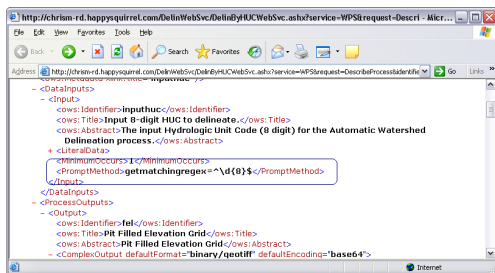 http://chrism-rd.happysquirrel.com/DelinWebSvc/DelinByHUCWebSvc.ashx?service=WPS&request=Descri - Micr...
File Edit View Favorites Tools Help
Back Search Favorites
Address http://chrism-rd.happysquirrel.com/DelinWebSvc/DelinByHUCWebSvc.ashx?service=WPS&request=DescribeProcess&identifie Go Links »
- <DataInputs>
- <Input>
<ows:Identifier>inputhuc</ows:Identifier>
<ows:Title>Input 8-digit HUC to delineate.</ows:Title>
<ows:Abstract>The input Hydrologic Unit Code (8 digit) for the Automatic Watershed
Delineation process.</ows:Abstract>
+ <LiteralData>
<MinimumOccurs>1</MinimumOccurs>
<PromptMethod>getmatchingregex=^\d{8}$</PromptMethod>
</Input>
</DataInputs>
- <ProcessOutputs>
- <Output>
<ows:Identifier>fel</ows:Identifier>
<ows:Title>Pit Filled Elevation Grid</ows:Title>
<ows:Abstract>Pit Filled Elevation Grid</ows:Abstract>
- <ComplexOutput defaultFormat="binary/geotiff" defaultEncoding="base64">
Internet